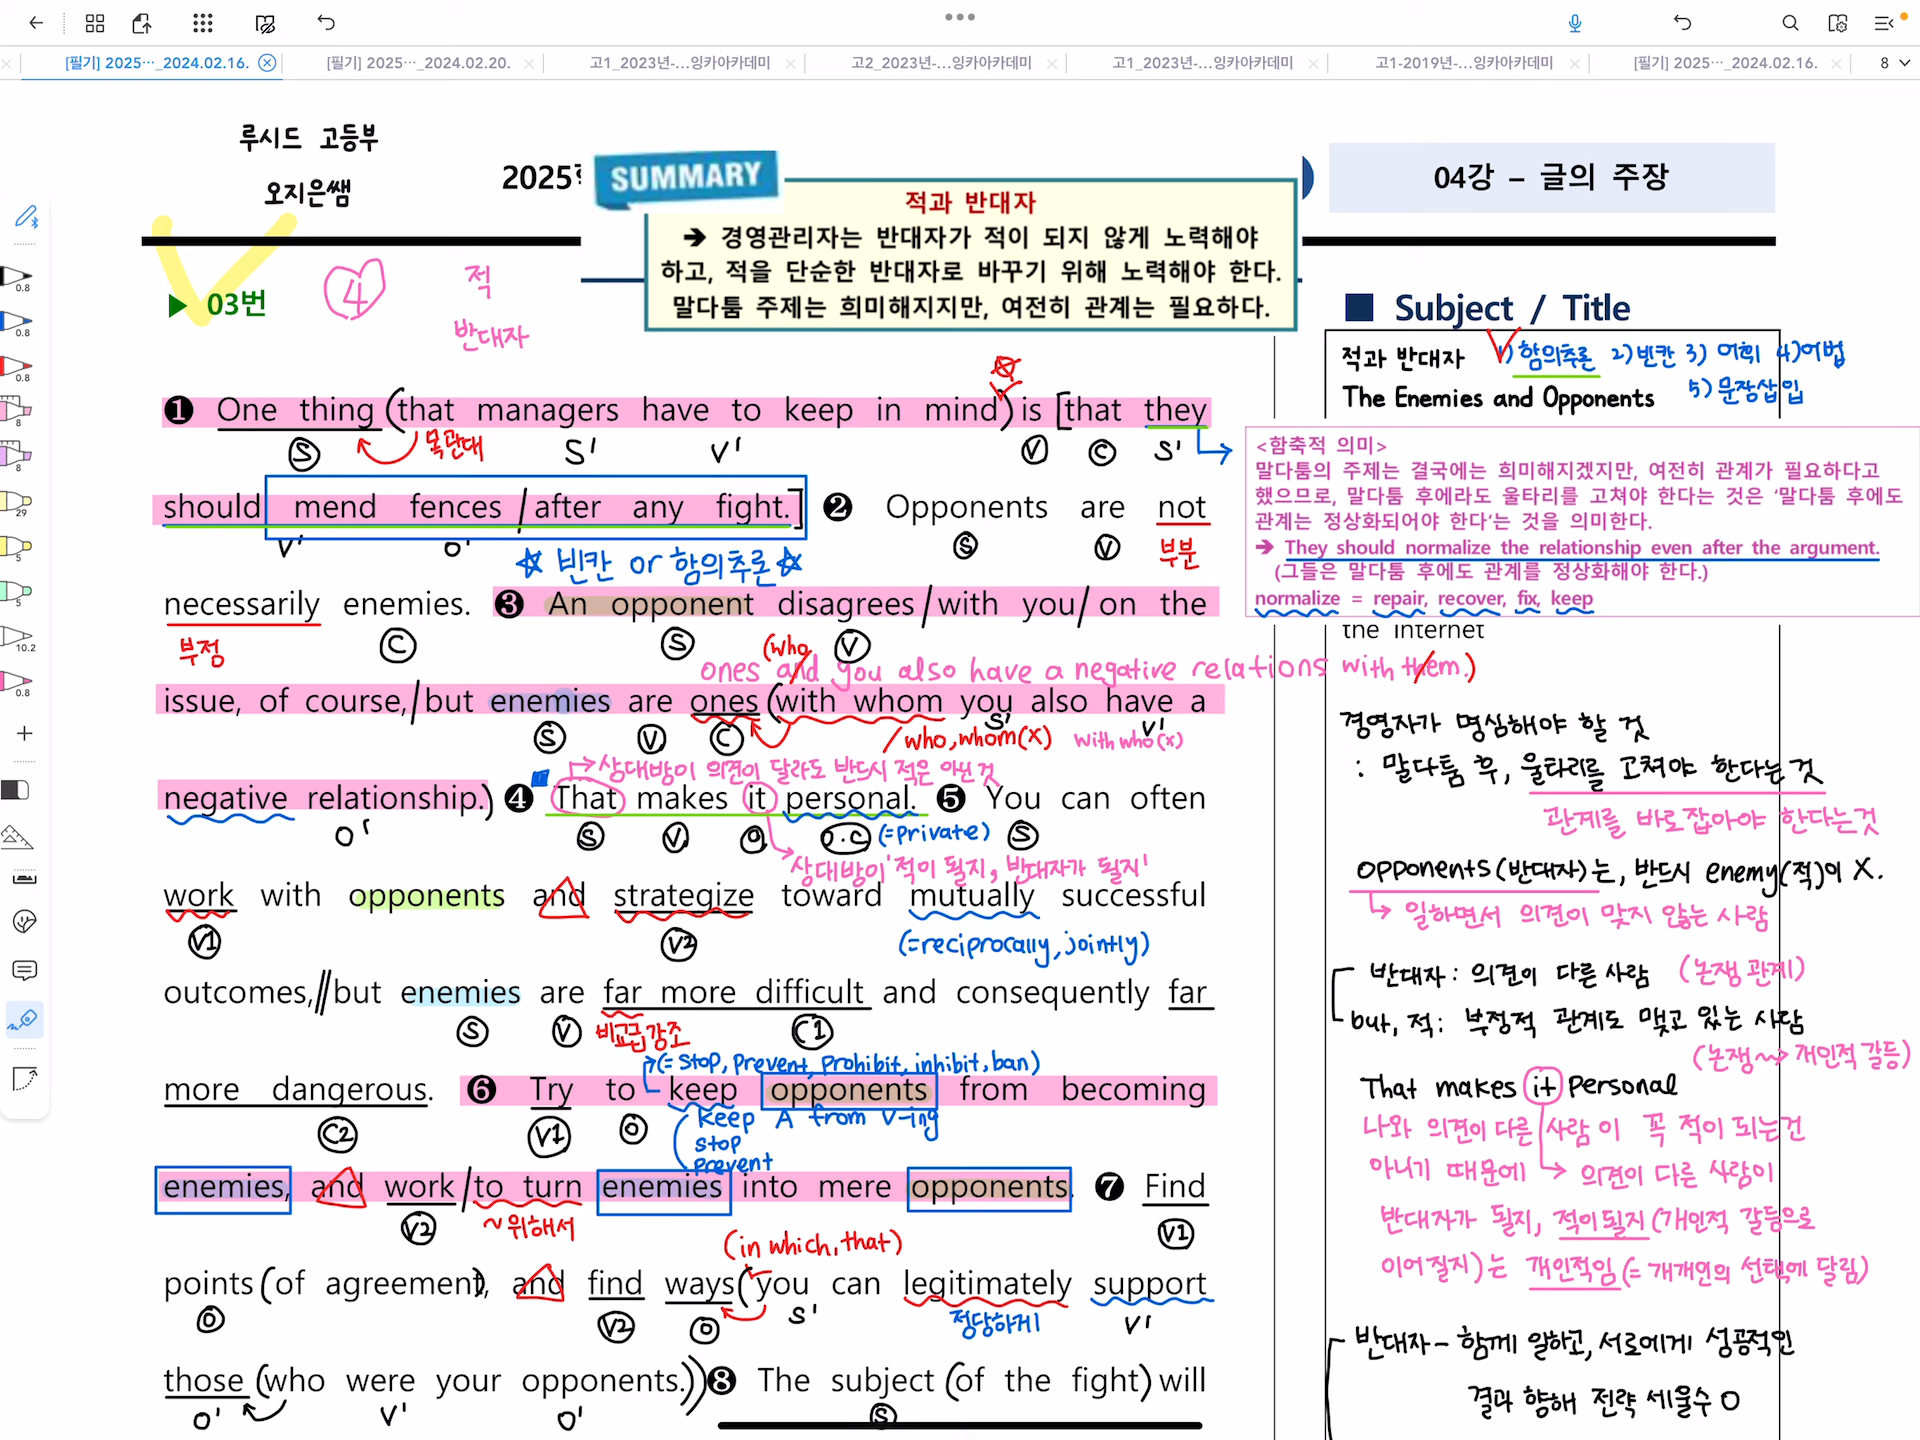 [필기] 2025···_2024.02.16.
[필기] 2025···_2024.02.20.
고1_2023년-...잉카아카데미
고2_2023년-...잉카아카데미
고1_2023년-...잉카아카데미
고1-2019년-...잉카아카데미
[필기] 2025···_2024.02.16.
8
루시드 고등부
오지은쌤
2025학
SUMMARY
적과 반대자
➔ 경영관리자는 반대자가 적이 되지 않게 노력해야
하고, 적을 단순한 반대자로 바꾸기 위해 노력해야 한다.
말다툼 주제는 희미해지지만, 여전히 관계는 필요하다.
04강 – 글의 주장
▶ 03번
④
적
반대자
❶ One thing (that managers have to keep in mind) is [that they
Ⓢ 목관대 S' V' Ⓥ Ⓒ S'
should mend fences / after any fight.] ❷ Opponents are not
V' O' ☆ 빈칸 or 함의추론 ☆ Ⓢ Ⓥ 부분
necessarily enemies. ❸ An opponent disagrees / with you / on the
부정 Ⓒ Ⓢ (who Ⓥ
ones and you also have a negative relations with them.)
issue, of course, / but enemies are ones (with whom you also have a
Ⓢ Ⓥ Ⓒ / who, whom(X) S' with who(x) V'
상대방이 의견이 달라도 반드시 적은 아닌 것
negative relationship.) ❹ That makes it personal. ❺ You can often
O' Ⓢ Ⓥ Ⓞ O.C (=private) Ⓢ
상대방이 '적이 될지, 반대자가 될지'
work with opponents and strategize toward mutually successful
V1 V2 (=reciprocally, jointly)
outcomes, // but enemies are far more difficult and consequently far
Ⓢ Ⓥ 비교급강조 C1
(= stop, prevent, prohibit, inhibit, ban)
more dangerous. ❻ Try to keep opponents from becoming
C2 V1 Ⓞ keep A from V-ing
stop
prevent
enemies, and work / to turn enemies into mere opponents. ❼ Find
V2 ~위해서 V1
(in which, that)
points (of agreement), and find ways (you can legitimately support
Ⓞ V2 Ⓞ S' 정당하게 V'
those (who were your opponents.)) ❽ The subject (of the fight) will
O' V' O' Ⓢ
■ Subject / Title
적과 반대자 1) 함의추론 2) 빈칸 3) 어휘 4) 어법
The Enemies and Opponents 5) 문장삽입
<함축적 의미>
말다툼의 주제는 결국에는 희미해지겠지만, 여전히 관계가 필요하다고
했으므로, 말다툼 후에라도 울타리를 고쳐야 한다는 것은 '말다툼 후에도
관계는 정상화되어야 한다'는 것을 의미한다.
➔ They should normalize the relationship even after the argument.
(그들은 말다툼 후에도 관계를 정상화해야 한다.)
normalize = repair, recover, fix, keep
the Internet
경영자가 명심해야 할 것
: 말다툼 후, 울타리를 고쳐야 한다는 것
관계를 바로잡아야 한다는것
opponents(반대자)는, 반드시 enemy(적)이 X.
↳ 일하면서 의견이 맞지 않는 사람
반대자 : 의견이 다른 사람 (논쟁 관계)
but, 적 : 부정적 관계도 맺고 있는 사람
(논쟁 ~> 개인적 갈등)
That makes it personal
나와 의견이 다른 사람이 꼭 적이 되는건
아니기 때문에 ↳ 의견이 다른 사람이
반대자가 될지, 적이될지 (개인적 갈등으로
이어질지) 는 개인적임 (= 개개인의 선택에 달림)
반대자 – 함께 일하고, 서로에게 성공적인
결과 향해 전략 세울수 O
0.8
0.8
0.8
8
8
29
5
5
10.2
0.8